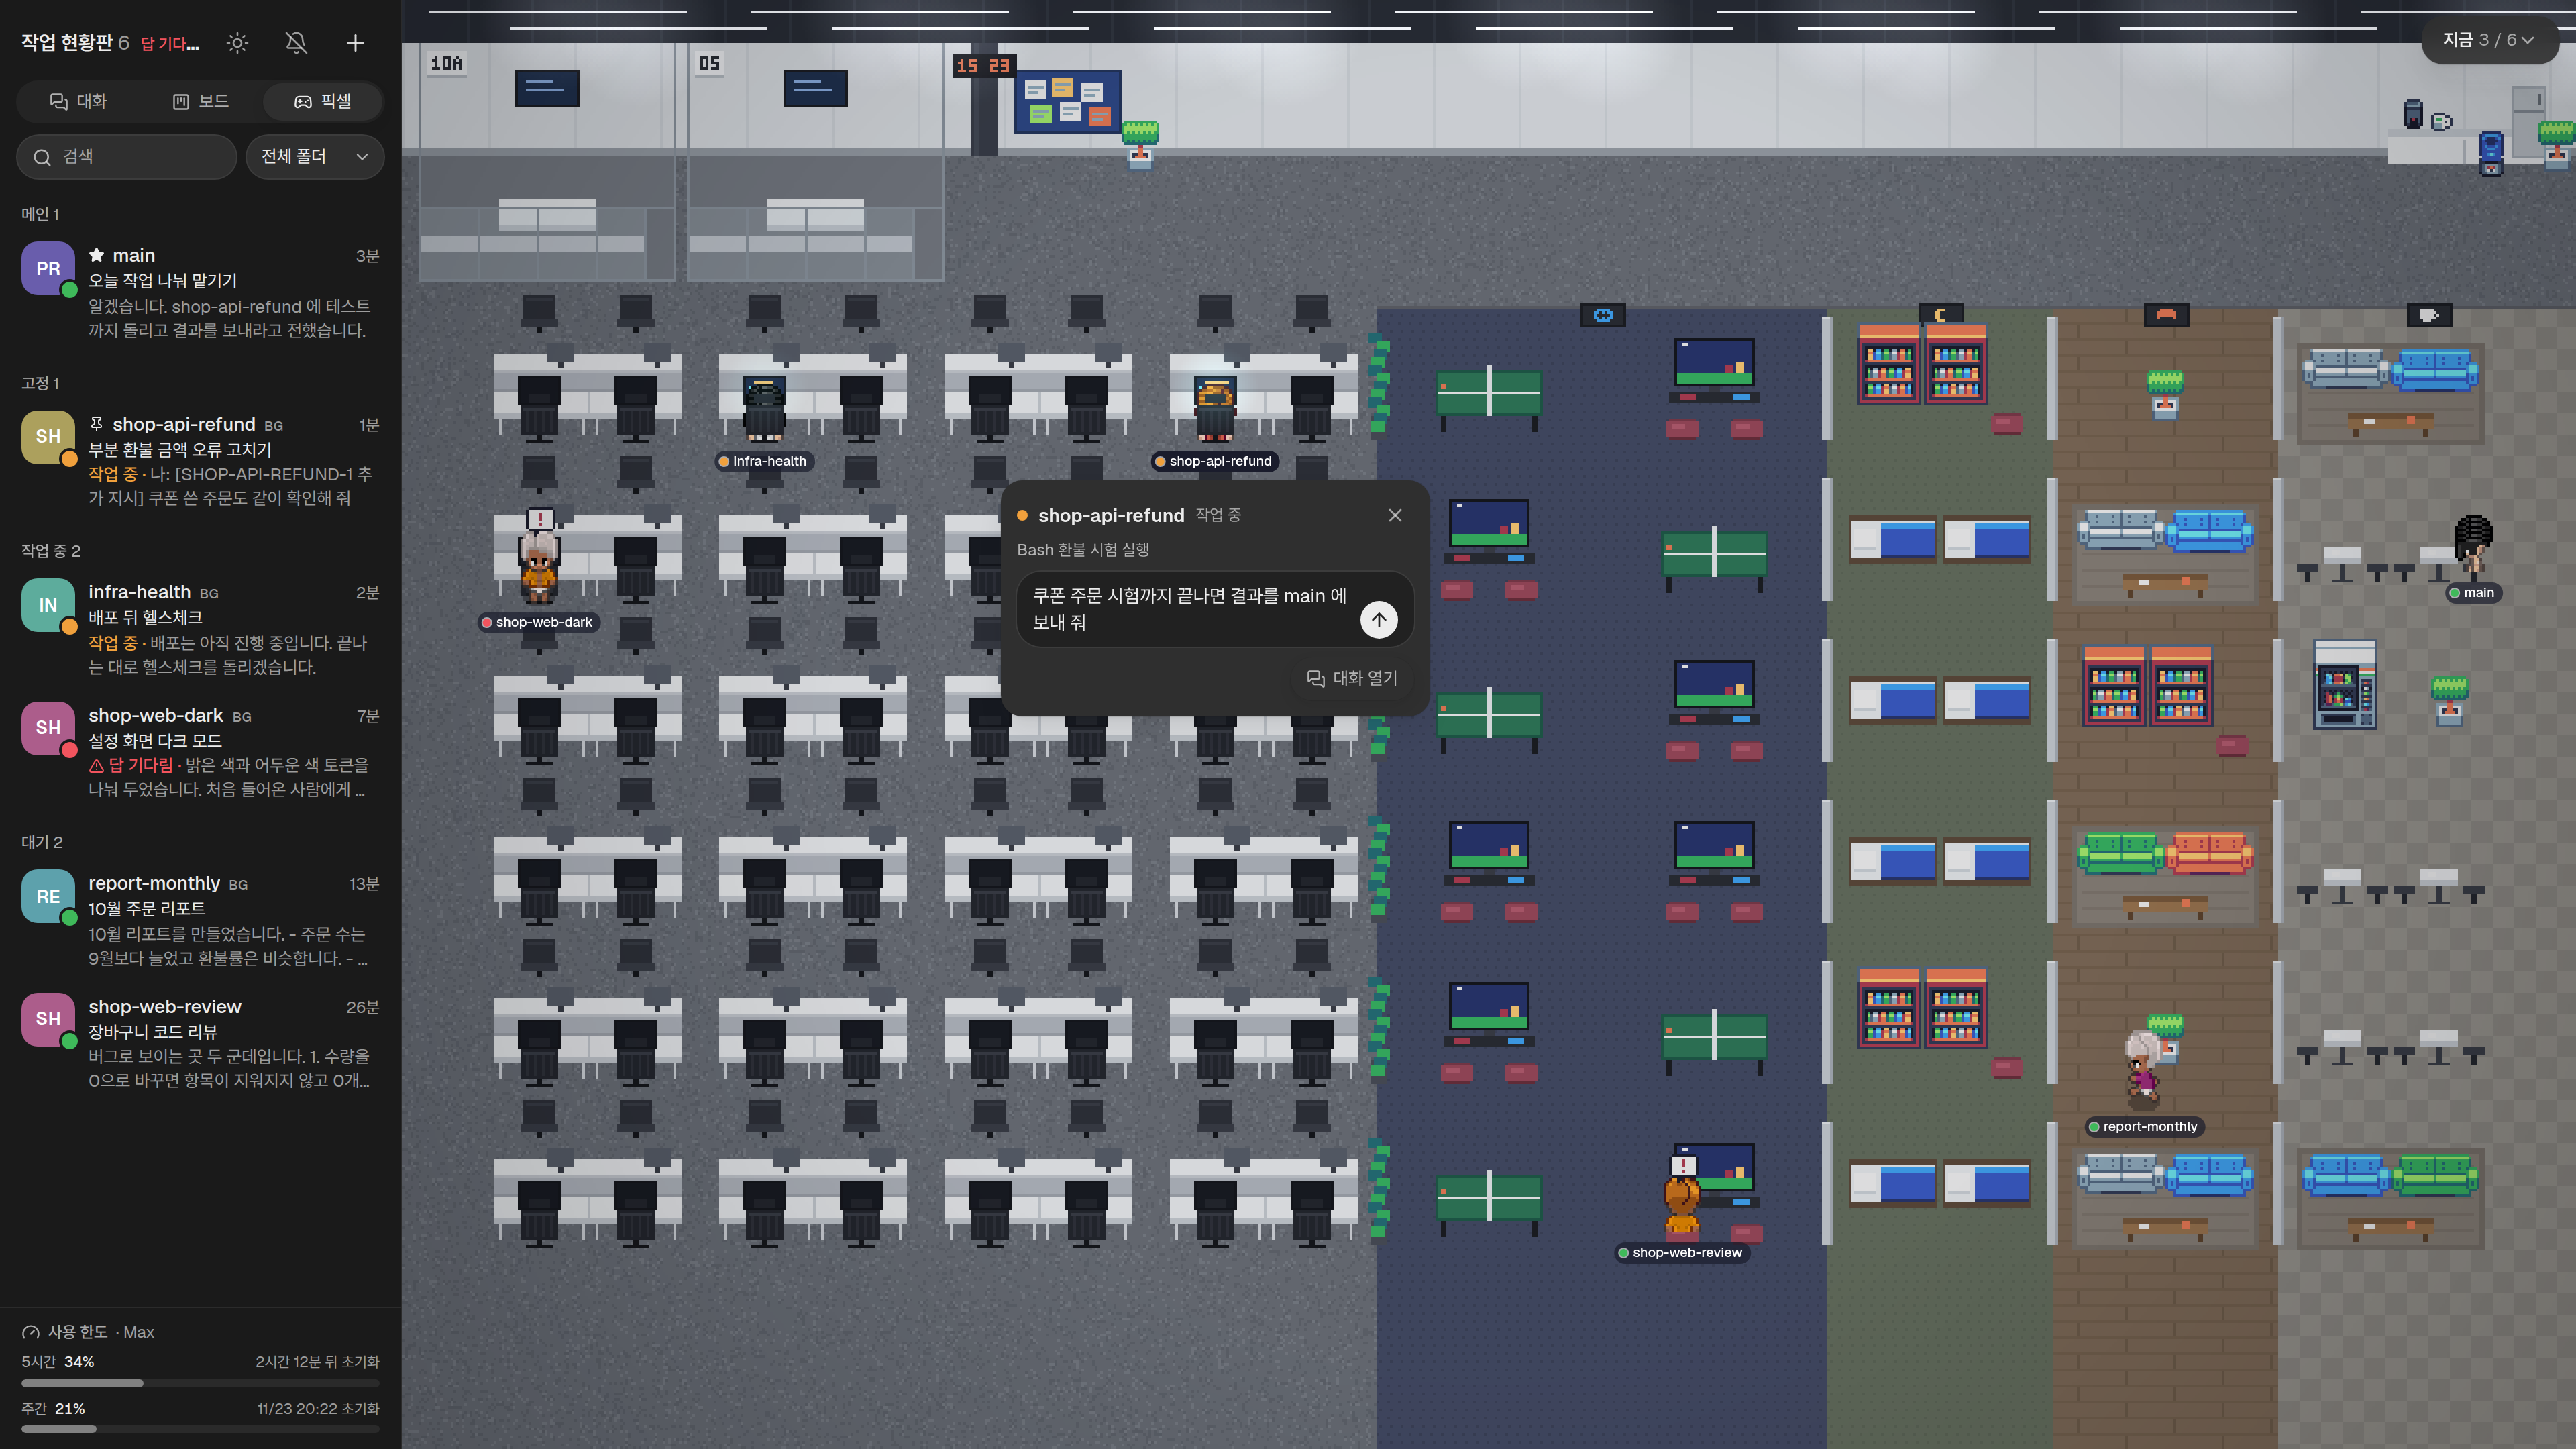 작업 현황판 6 답 기다...
대화
보드
픽셀
검색
전체 폴더
메인 1
PR
main
3분
오늘 작업 나눠 맡기기
알겠습니다. shop-api-refund 에 테스트
까지 돌리고 결과를 보내라고 전했습니다.
고정 1
SH
shop-api-refund BG
1분
부분 환불 금액 오류 고치기
작업 중 · 나: [SHOP-API-REFUND-1 추
가 지시] 쿠폰 쓴 주문도 같이 확인해 줘
작업 중 2
IN
infra-health BG
2분
배포 뒤 헬스체크
작업 중 · 배포는 아직 진행 중입니다. 끝나
는 대로 헬스체크를 돌리겠습니다.
SH
shop-web-dark BG
7분
설정 화면 다크 모드
답 기다림 · 밝은 색과 어두운 색 토큰을
나눠 두었습니다. 처음 들어온 사람에게 ...
대기 2
RE
report-monthly BG
13분
10월 주문 리포트
10월 리포트를 만들었습니다. - 주문 수는
9월보다 늘었고 환불률은 비슷합니다. - ...
SH
shop-web-review
26분
장바구니 코드 리뷰
버그로 보이는 곳 두 군데입니다. 1. 수량을
0으로 바꾸면 항목이 지워지지 않고 0개...
사용 한도 · Max
5시간 34%
2시간 12분 뒤 초기화
주간 21%
11/23 20:22 초기화
10A
05
15 23
지금 3 / 6
infra-health
shop-api-refund
!
shop-web-dark
shop-api-refund 작업 중
Bash 환불 시험 실행
쿠폰 주문 시험까지 끝나면 결과를 main 에
보내 줘
대화 열기
main
report-monthly
!
shop-web-review